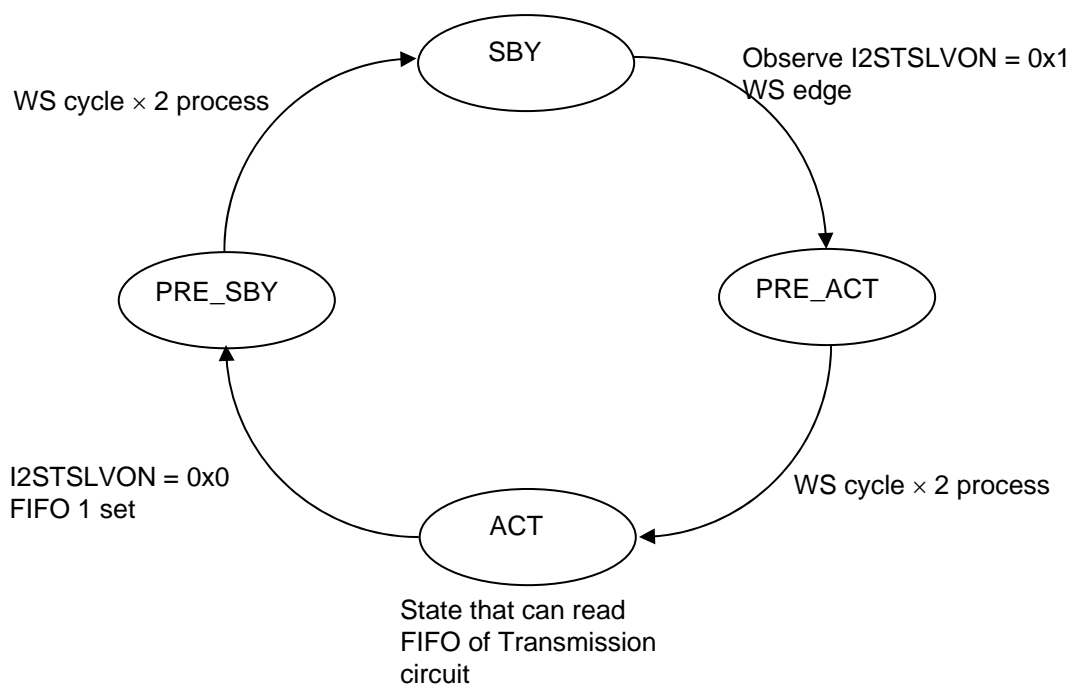 SBY
Observe I2STSLVON = 0x1
WS edge
WS cycle × 2 process
PRE_SBY
PRE_ACT
I2STSLVON = 0x0
FIFO 1 set
WS cycle × 2 process
ACT
State that can read
FIFO of Transmission
circuit